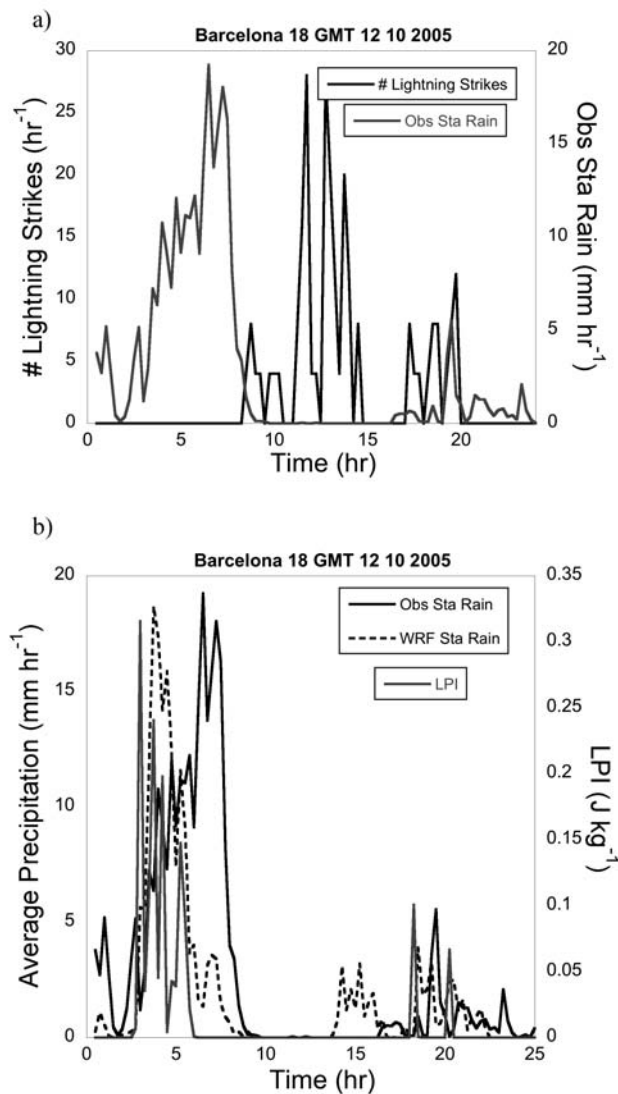 a)
Barcelona 18 GMT 12 10 2005
# Lightning Strikes
Obs Sta Rain
# Lightning Strikes (hr-1)
30
25
20
15
10
5
0
Obs Sta Rain (mm hr-1)
20
15
10
5
0
0 5 10 15 20
Time (hr)
b)
Barcelona 18 GMT 12 10 2005
Obs Sta Rain
WRF Sta Rain
LPI
Average Precipitation (mm hr-1)
20
15
10
5
0
LPI (J kg-1)
0.35
0.3
0.25
0.2
0.15
0.1
0.05
0
0 5 10 15 20 25
Time (hr)